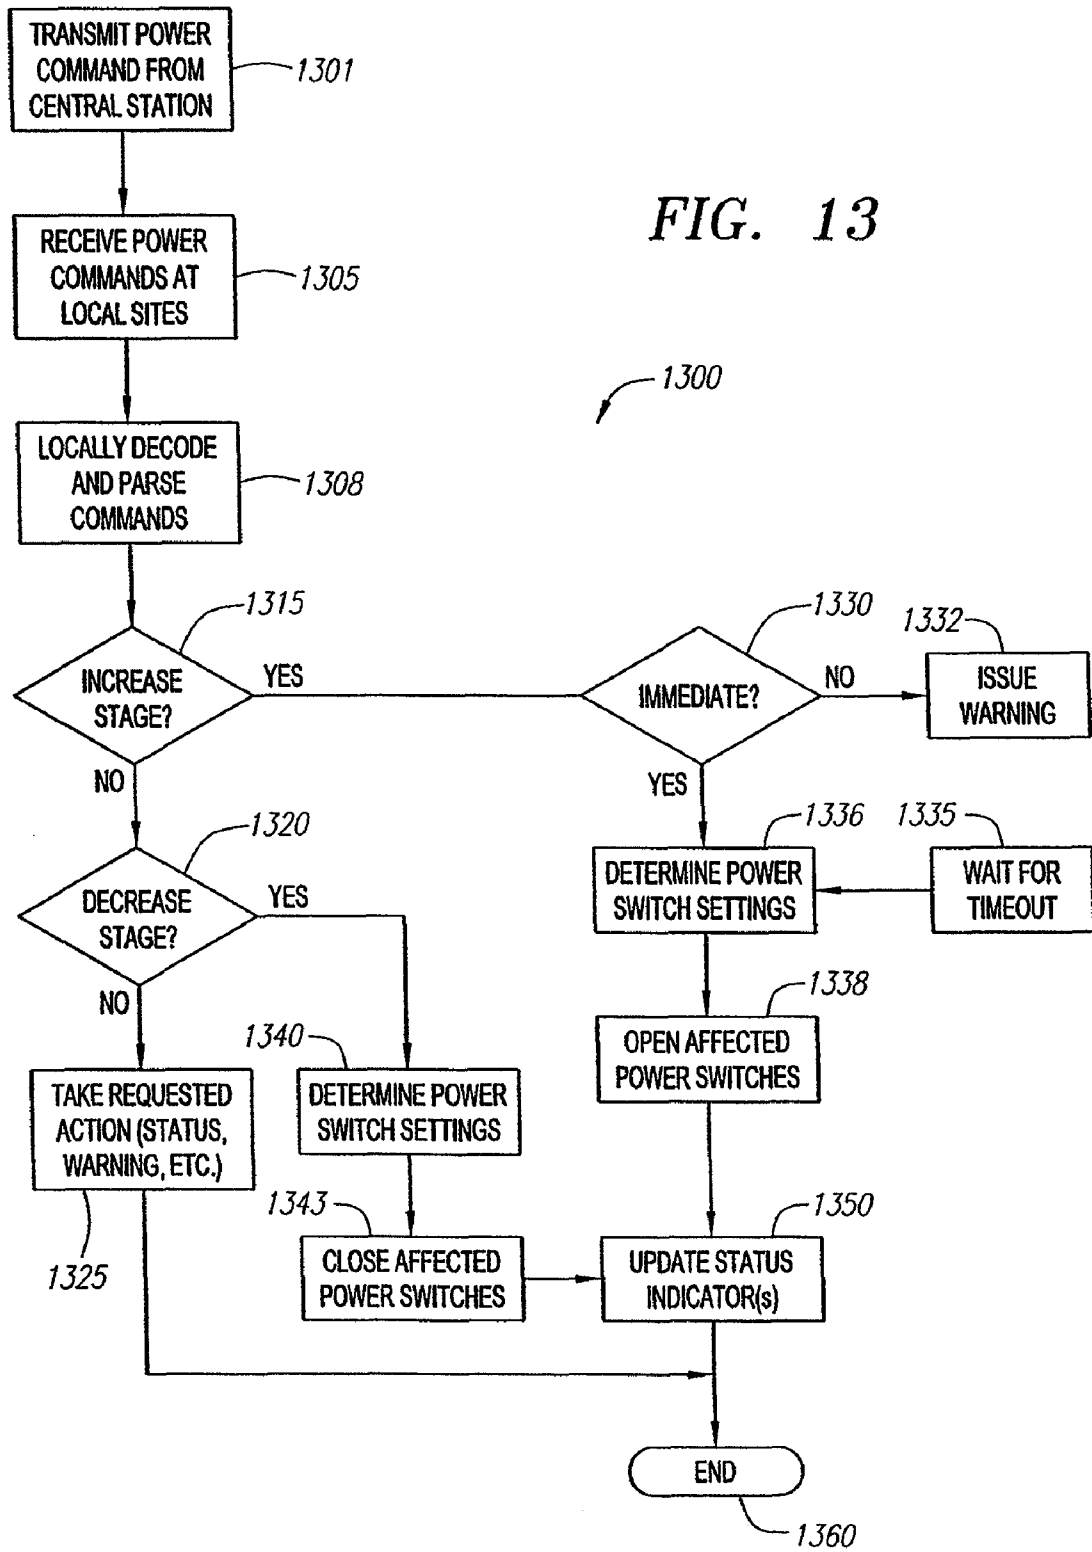 TRANSMIT POWER
COMMAND FROM
CENTRAL STATION
1301
FIG. 13
RECEIVE POWER
COMMANDS AT
LOCAL SITES
1305
1300
LOCALLY DECODE
AND PARSE
COMMANDS
1308
1315
INCREASE
STAGE?
YES
NO
1330
IMMEDIATE?
NO
YES
1332
ISSUE
WARNING
1320
DECREASE
STAGE?
YES
NO
1336
DETERMINE POWER
SWITCH SETTINGS
1335
WAIT FOR
TIMEOUT
1338
OPEN AFFECTED
POWER SWITCHES
TAKE REQUESTED
ACTION (STATUS,
WARNING, ETC.)
1325
1340
DETERMINE POWER
SWITCH SETTINGS
1343
CLOSE AFFECTED
POWER SWITCHES
1350
UPDATE STATUS
INDICATOR(s)
END
1360